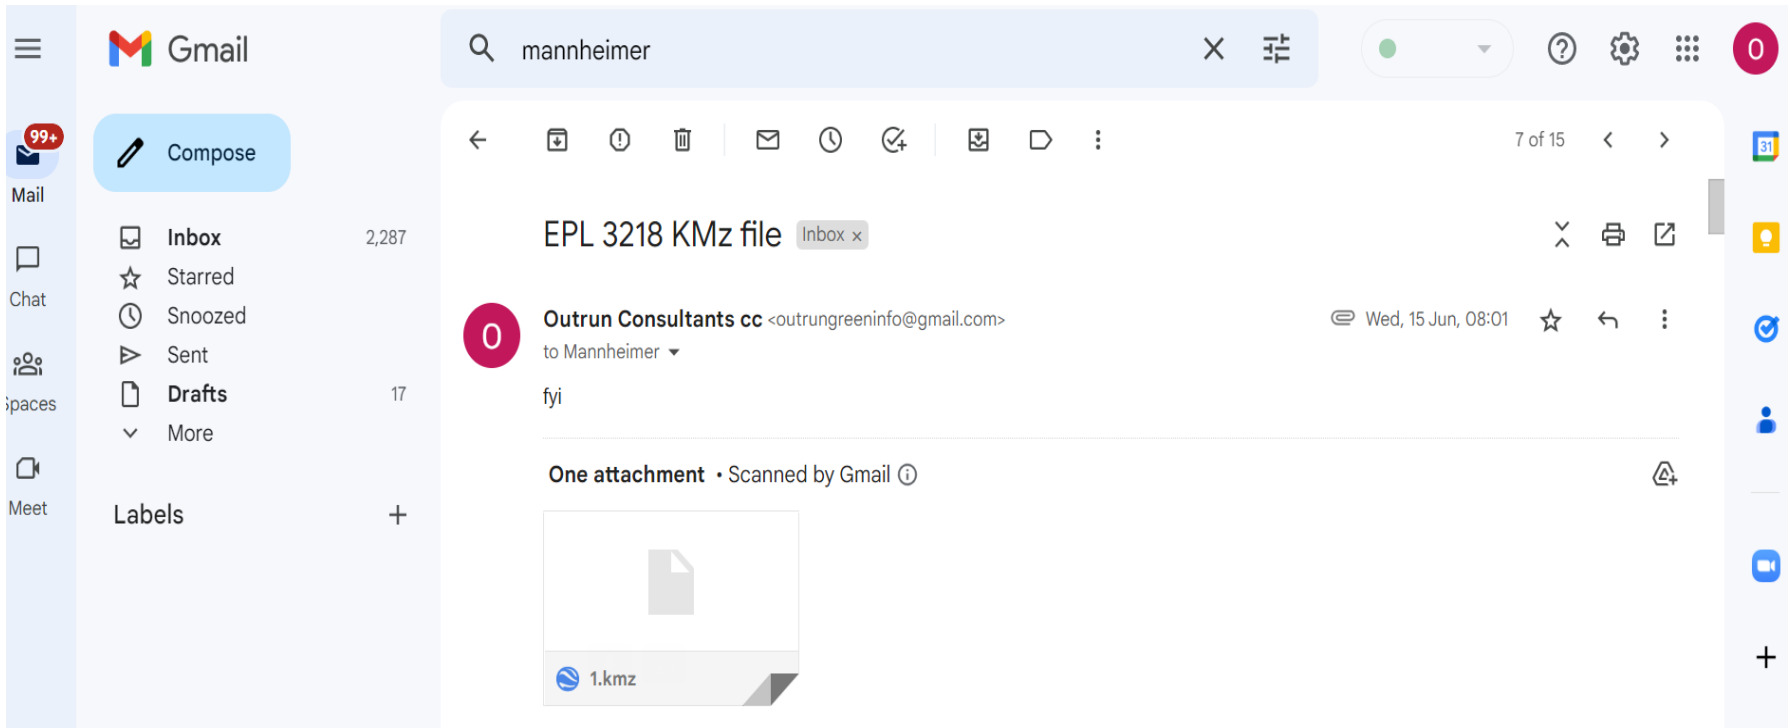 Gmail
mannheimer
99+
Mail
Chat
Spaces
Meet
Compose
Inbox 2,287
Starred
Snoozed
Sent
Drafts 17
More
Labels
7 of 15
EPL 3218 KMz file Inbox x
O
Outrun Consultants cc <outrungreeninfo@gmail.com> Wed, 15 Jun, 08:01
to Mannheimer
fyi
One attachment • Scanned by Gmail
1.kmz
O
31